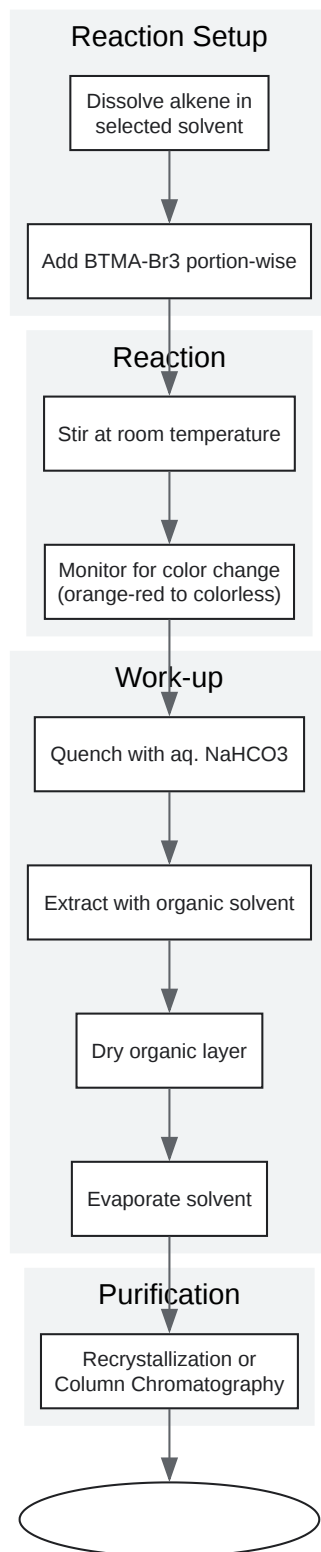 Reaction Setup
Dissolve alkene in
selected solvent
Add BTMA-Br3 portion-wise
Reaction
Stir at room temperature
Monitor for color change
(orange-red to colorless)
Work-up
Quench with aq. NaHCO3
Extract with organic solvent
Dry organic layer
Evaporate solvent
Purification
Recrystallization or
Column Chromatography